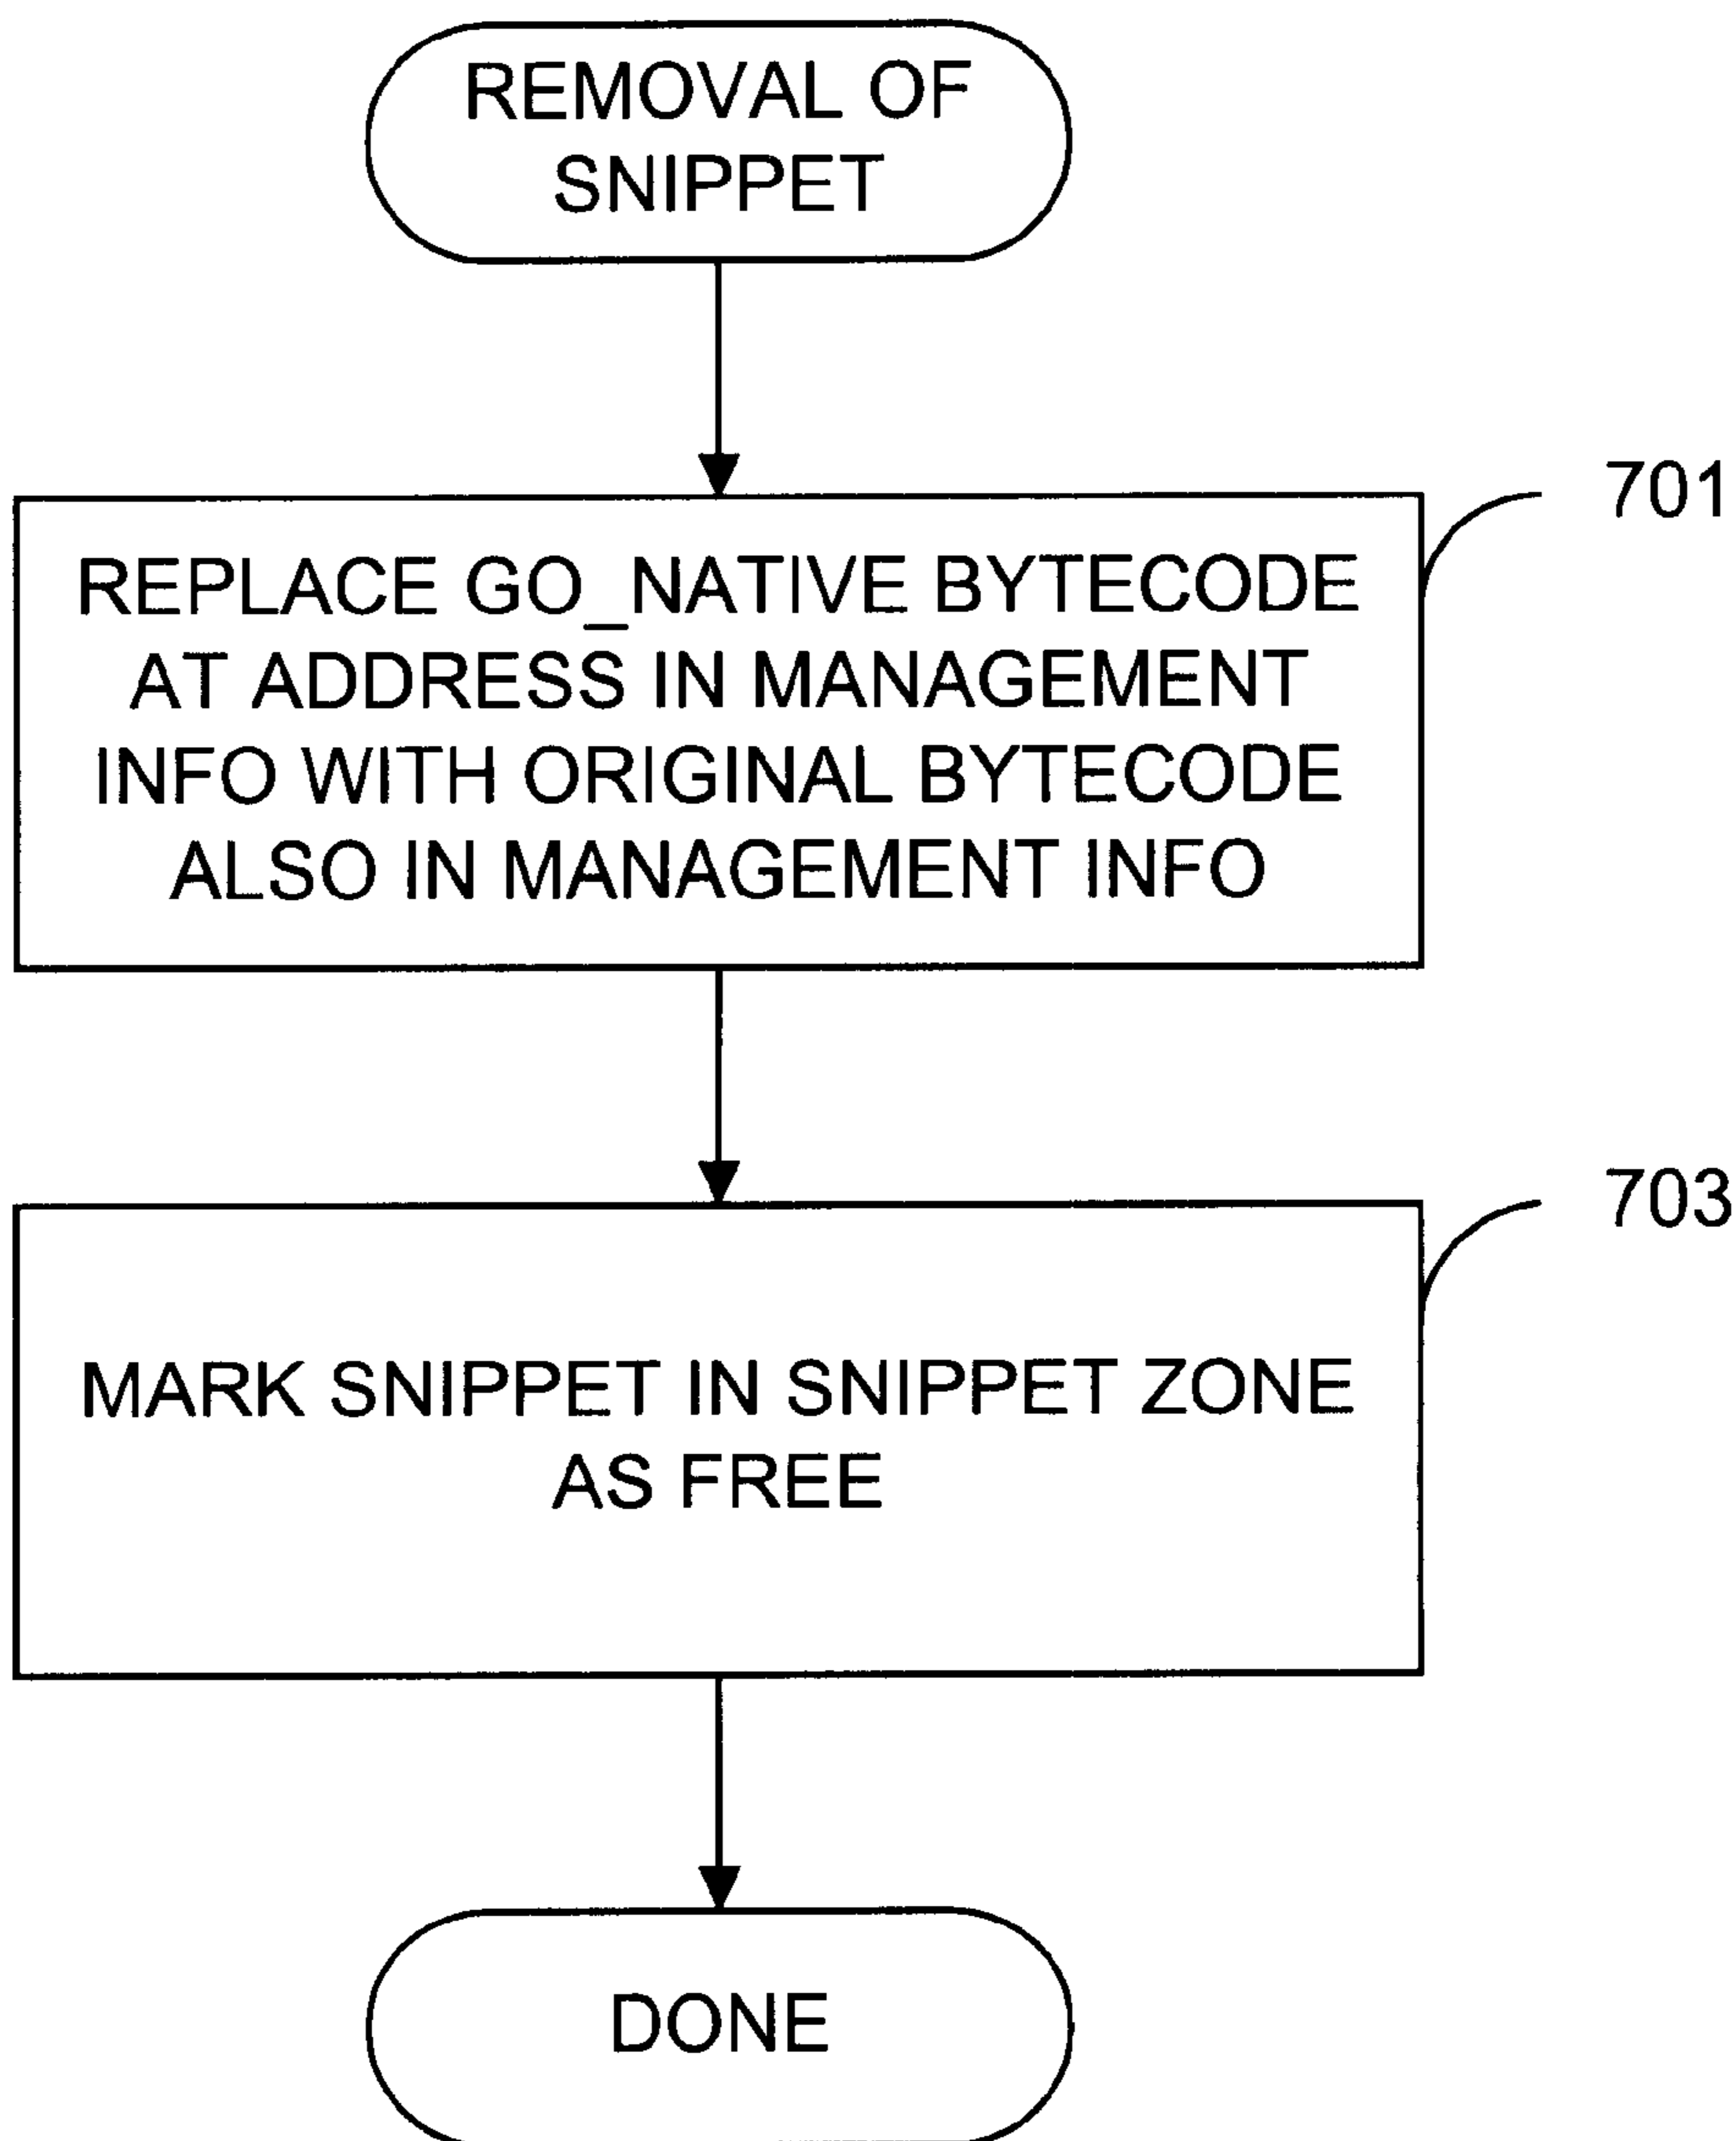 REMOVAL OF
SNIPPET
701
REPLACE GO_NATIVE BYTECODE
AT ADDRESS IN MANAGEMENT
INFO WITH ORIGINAL BYTECODE
ALSO IN MANAGEMENT INFO
703
MARK SNIPPET IN SNIPPET ZONE
AS FREE
DONE